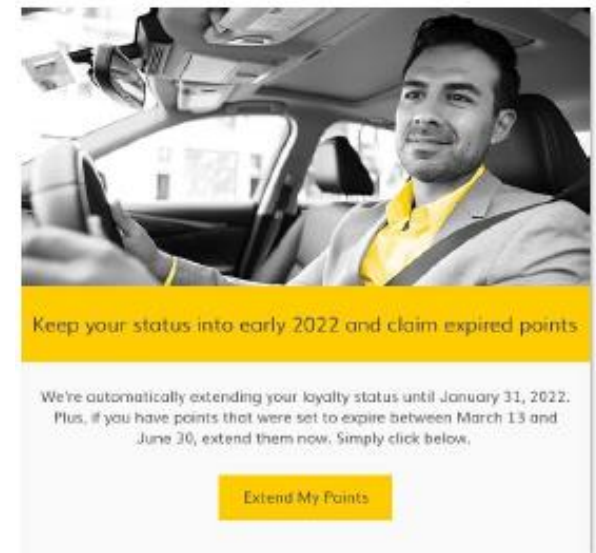 Keep your status into early 2022 and claim expired points
We're automatically extending your loyalty status until January 31, 2022.
Plus, if you have points that were set to expire between March 13 and
June 30, extend them now. Simply click below.
Extend My Points